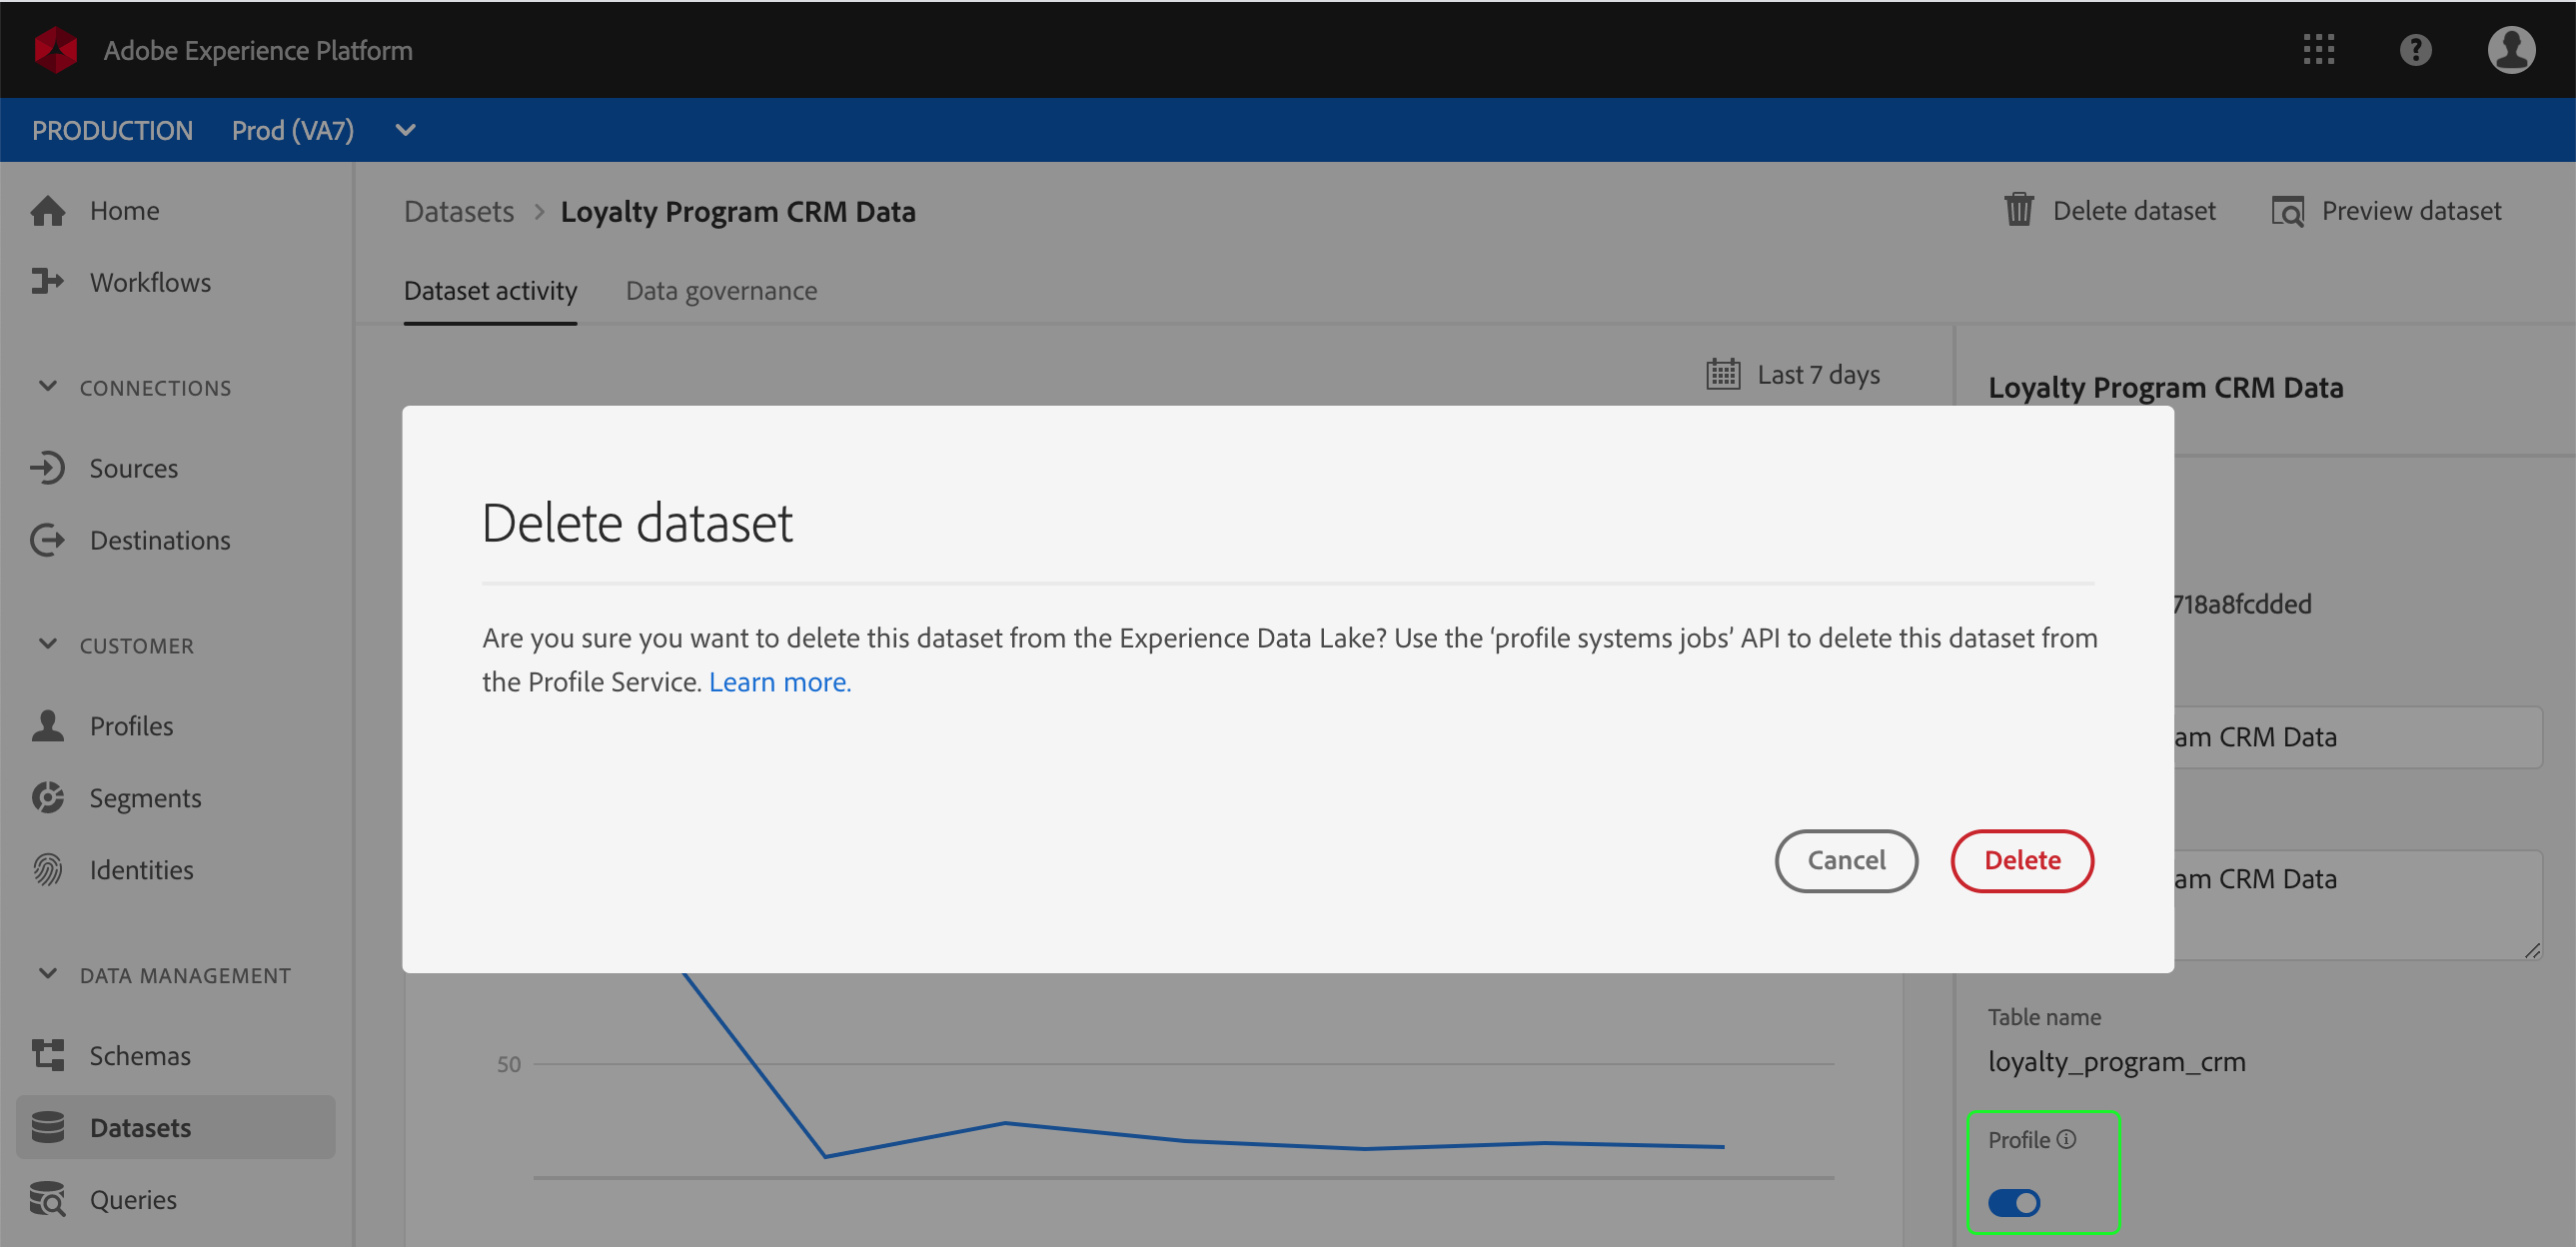 Adobe Experience Platform
PRODUCTION Prod (VA7)
Home
Workflows
CONNECTIONS
Sources
Destinations
CUSTOMER
Profiles
Segments
Identities
DATA MANAGEMENT
Schemas
Datasets
Queries
Datasets > Loyalty Program CRM Data
Delete dataset Preview dataset
Dataset activity Data governance
Last 7 days
Delete dataset
Are you sure you want to delete this dataset from the Experience Data Lake? Use the ‘profile systems jobs’ API to delete this dataset from
the Profile Service. Learn more.
Cancel Delete
50
Loyalty Program CRM Data
718a8fcdded
am CRM Data
am CRM Data
Table name
loyalty_program_crm
Profile